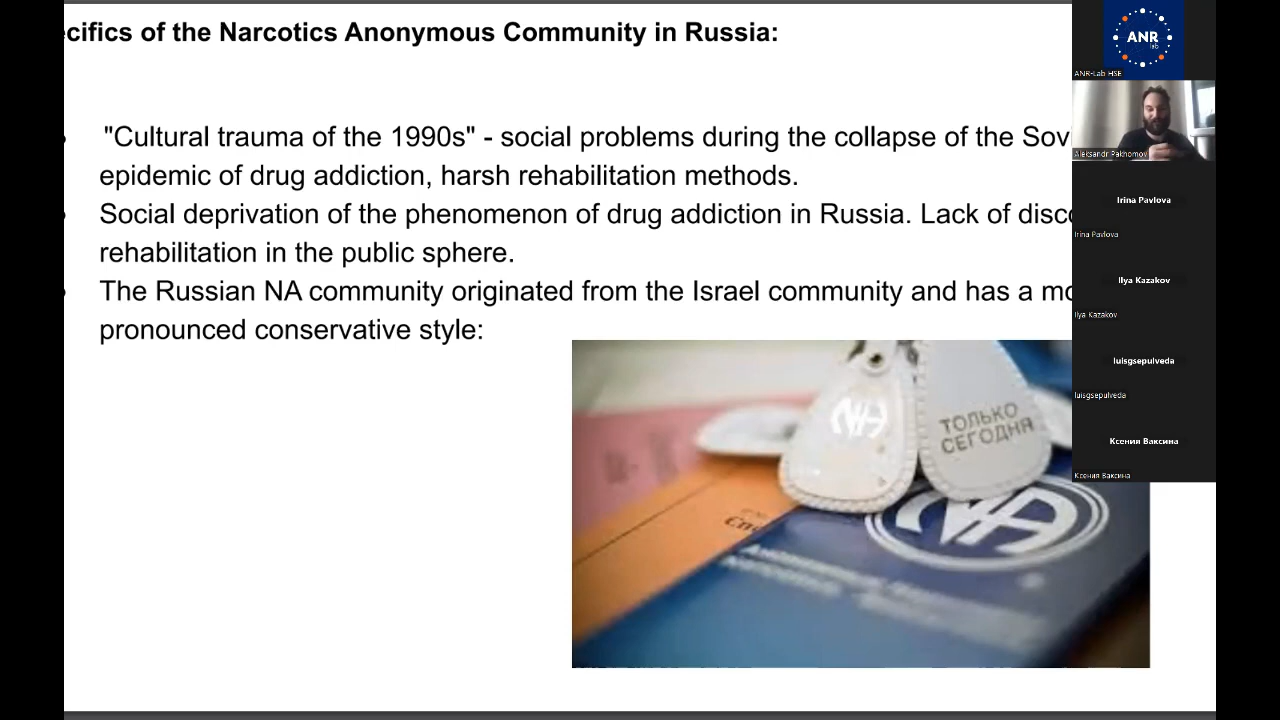 ecifics of the Narcotics Anonymous Community in Russia:
"Cultural trauma of the 1990s" - social problems during the collapse of the Sov
epidemic of drug addiction, harsh rehabilitation methods.
Social deprivation of the phenomenon of drug addiction in Russia. Lack of disc
rehabilitation in the public sphere.
The Russian NA community originated from the Israel community and has a mo
pronounced conservative style:
NA
ТОЛЬКО
СЕГОДНЯ
NA
ANR
lab
ANR-Lab HSE
Aleksandr Pakhomov
Irina Pavlova
Irina Pavlova
Ilya Kazakov
Ilya Kazakov
luisgsepulveda
luisgsepulveda
Ксения Ваксина
Ксения Ваксина